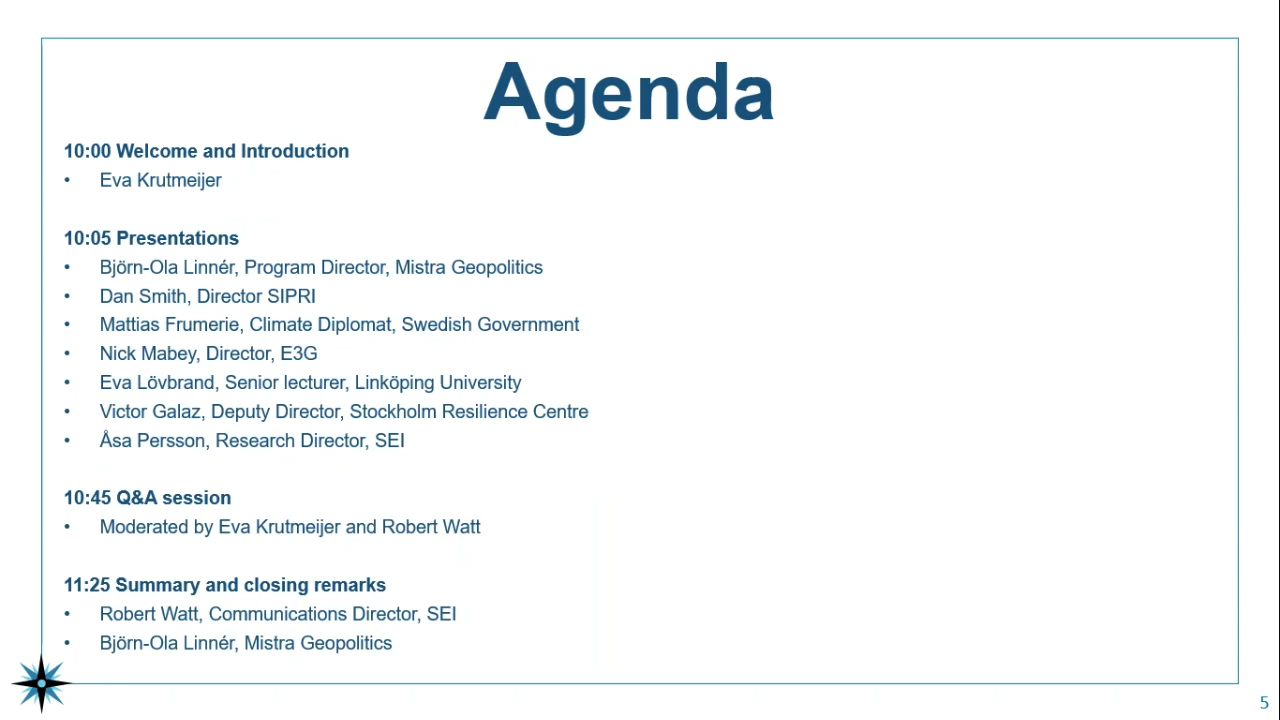 Agenda
10:00 Welcome and Introduction
• Eva Krutmeijer
10:05 Presentations
• Björn-Ola Linnér, Program Director, Mistra Geopolitics
• Dan Smith, Director SIPRI
• Mattias Frumerie, Climate Diplomat, Swedish Government
• Nick Mabey, Director, E3G
• Eva Lövbrand, Senior lecturer, Linköping University
• Victor Galaz, Deputy Director, Stockholm Resilience Centre
• Åsa Persson, Research Director, SEI
10:45 Q&A session
• Moderated by Eva Krutmeijer and Robert Watt
11:25 Summary and closing remarks
• Robert Watt, Communications Director, SEI
• Björn-Ola Linnér, Mistra Geopolitics
5